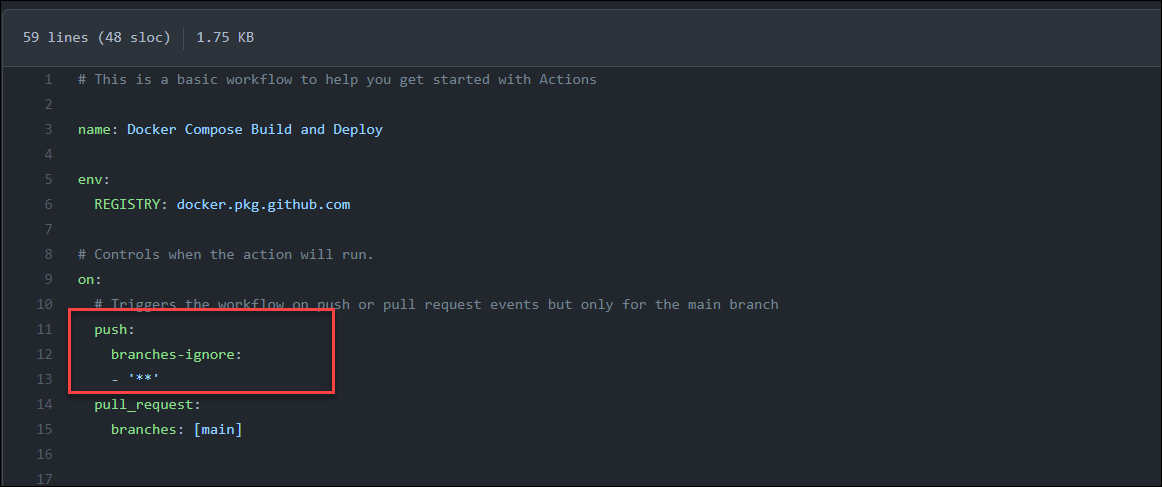 59 lines (48 sloc) 1.75 KB
1 # This is a basic workflow to help you get started with Actions
2
3 name: Docker Compose Build and Deploy
4
5 env:
6   REGISTRY: docker.pkg.github.com
7
8 # Controls when the action will run.
9 on:
10   # Triggers the workflow on push or pull request events but only for the main branch
11   push:
12     branches-ignore:
13     - '**'
14   pull_request:
15     branches: [main]
16
17